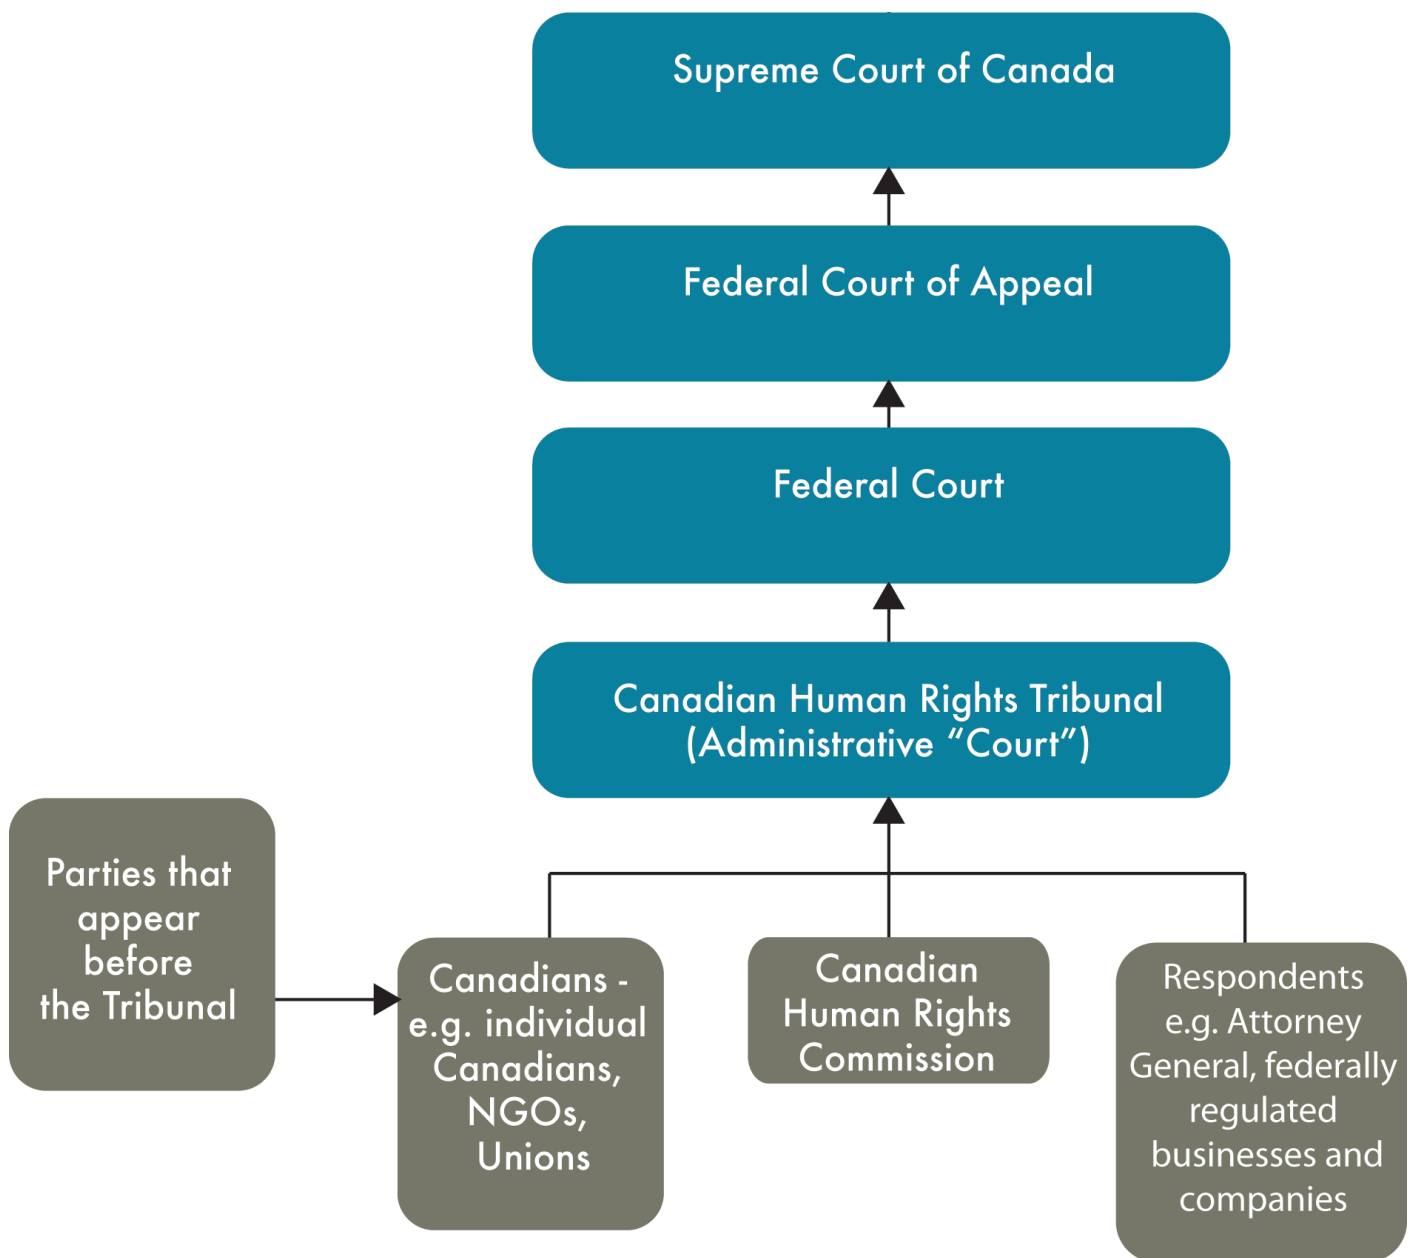 Supreme Court of Canada
Federal Court of Appeal
Federal Court
Canadian Human Rights Tribunal
(Administrative “Court”)
Parties that
appear
before
the Tribunal
Canadians -
e.g. individual
Canadians,
NGOs,
Unions
Canadian
Human Rights
Commission
Respondents
e.g. Attorney
General, federally
regulated
businesses and
companies